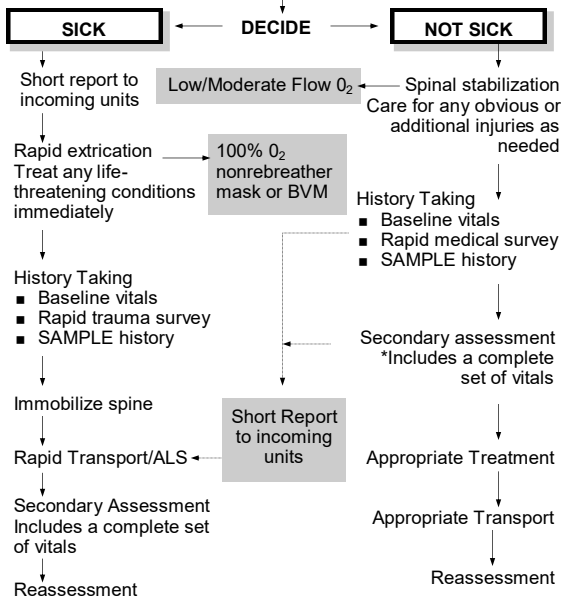 SICK
DECIDE
NOT SICK
Short report to
incoming units
Low/Moderate Flow 0₂
Spinal stabilization
Care for any obvious or
additional injuries as
needed
Rapid extrication
Treat any life-
threatening conditions
immediately
100% 0₂
nonrebreather
mask or BVM
History Taking
■ Baseline vitals
■ Rapid medical survey
■ SAMPLE history
History Taking
■ Baseline vitals
■ Rapid trauma survey
■ SAMPLE history
Secondary assessment
*Includes a complete
set of vitals
Immobilize spine
Short Report
to incoming
units
Rapid Transport/ALS
Appropriate Treatment
Secondary Assessment
Includes a complete set
of vitals
Appropriate Transport
Reassessment
Reassessment